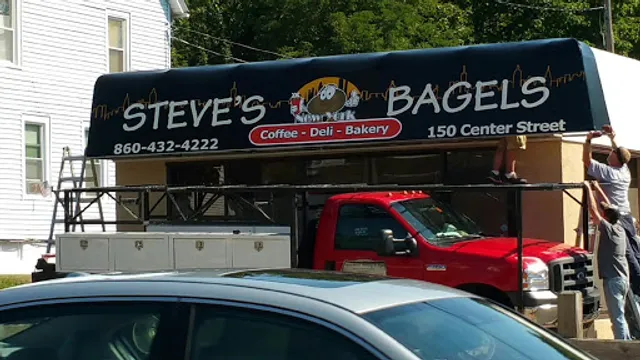 STEVE'S BAGELS
New York
Coffee - Deli - Bakery
860-432-4222
150 Center Street